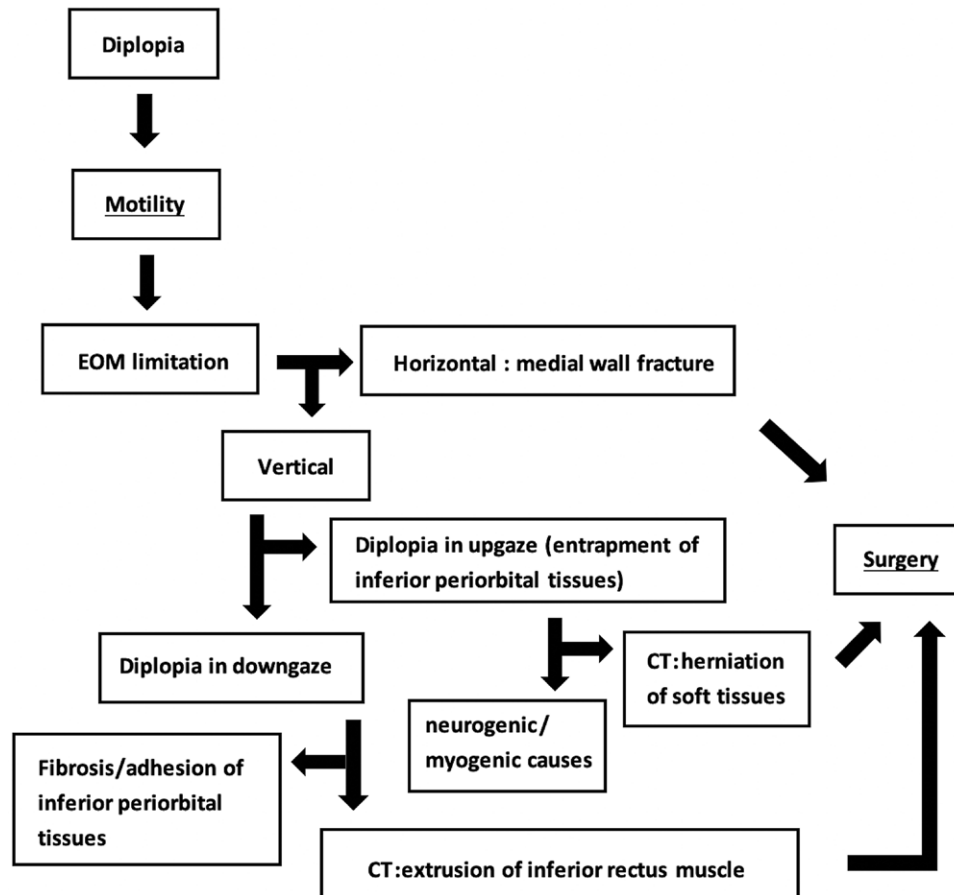 Diplopia
Motility
EOM limitation
Horizontal : medial wall fracture
Vertical
Diplopia in upgaze (entrapment of
inferior periorbital tissues)
Surgery
Diplopia in downgaze
CT:herniation
of soft tissues
neurogenic/
myogenic causes
Fibrosis/adhesion of
inferior periorbital
tissues
CT:extrusion of inferior rectus muscle